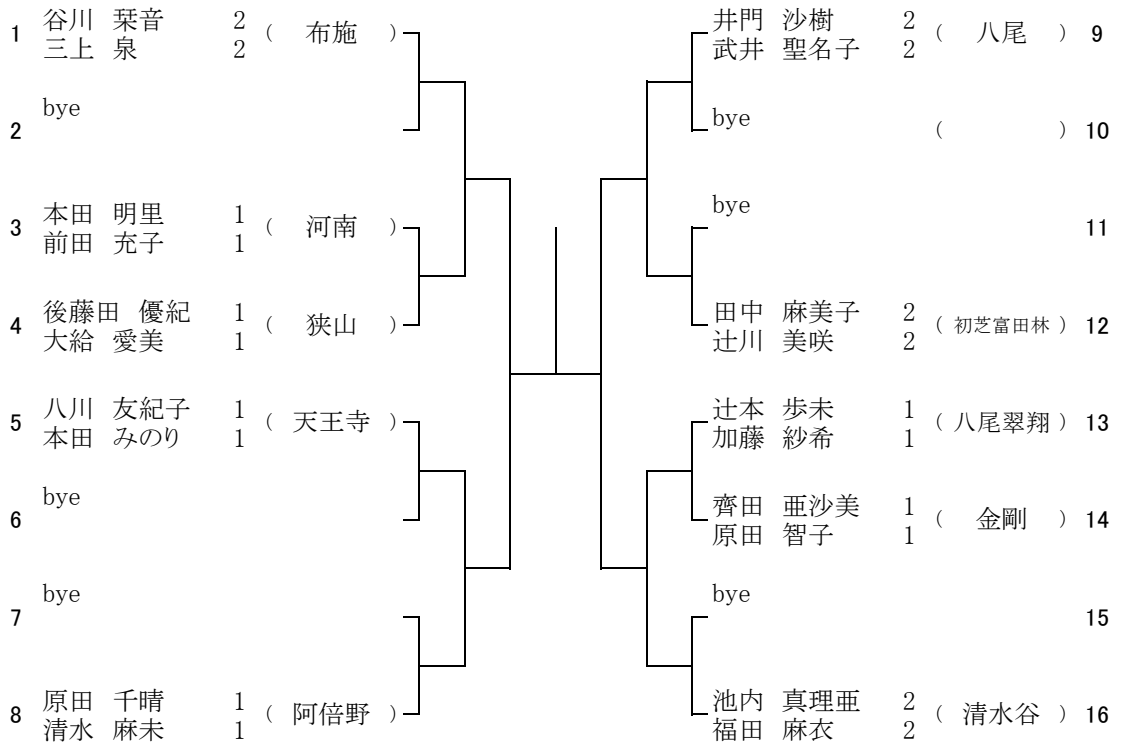 1 谷川 栞音 2 ( 布施 )
三上 泉 2
2 bye
3 本田 明里 1 ( 河南 )
前田 充子 1
4 後藤田 優紀 1 ( 狭山 )
大給 愛美 1
5 八川 友紀子 1 ( 天王寺 )
本田 みのり 1
6 bye
7 bye
8 原田 千晴 1 ( 阿倍野 )
清水 麻未 1
井門 沙樹 2 ( 八尾 ) 9
武井 聖名子 2
bye ( ) 10
bye 11
田中 麻美子 2 ( 初芝富田林 ) 12
辻川 美咲 2
辻本 歩未 1 ( 八尾翠翔 ) 13
加藤 紗希 1
齊田 亜沙美 1 ( 金剛 ) 14
原田 智子 1
bye 15
池内 真理亜 2 ( 清水谷 ) 16
福田 麻衣 2